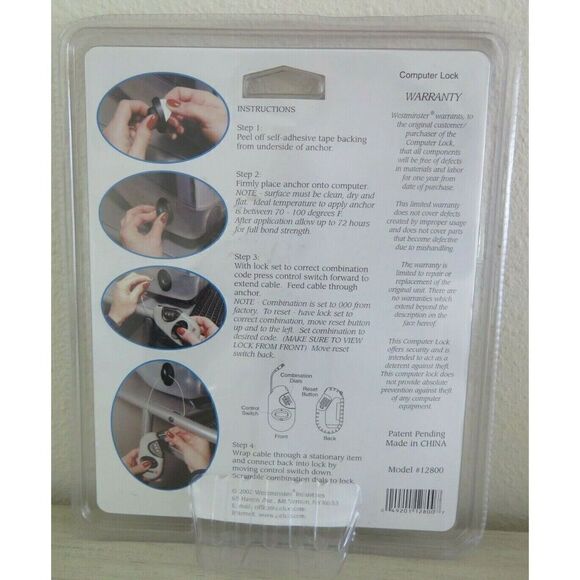 INSTRUCTIONS
Step 1:
Peel off self-adhesive tape backing
from underside of anchor.
Step 2:
Firmly place anchor onto computer.
NOTE - surface must be clean, dry and
flat. Ideal temperature to apply anchor
is between 70 - 100 degrees F.
After application allow up to 72 hours
for full bond strength.
Step 3:
With lock set to correct combination
code press control switch forward to
extend cable. Feed cable through
anchor.
NOTE - Combination is set to 000 from
factory. To reset - have lock set to
correct combination, move reset button
up and to the left. Set combination to
desired code. (MAKE SURE TO VIEW
LOCK FROM FRONT) Move reset
switch back.
Combination
Dials
Reset
Button
Control
Switch
Front
Back
Step 4:
Wrap cable through a stationary item
and connect back into lock by
moving control switch down.
Scramble combination dials to lock.
© 2002 Westminster® Industries
Computer Lock
WARRANTY
Westminster® warrants, to
the original customer/
purchaser of the
Computer Lock,
that all components
will be free of defects
in materials and labor
for one year from
date of purchase.
This limited warranty
does not cover defects
created by improper usage
and does not cover parts
that become defective
due to mishandling.
The warranty is
limited to repair or
replacement of the
original unit. There are
no warranties which
extend beyond the
description on the
face hereof.
This Computer Lock
offers security and is
intended to act as a
deterent against theft.
This computer lock does
not provide absolute
prevention against theft
of any computer
equipment.
Patent Pending
Made in CHINA
Model #12800
0 49201 12800 7